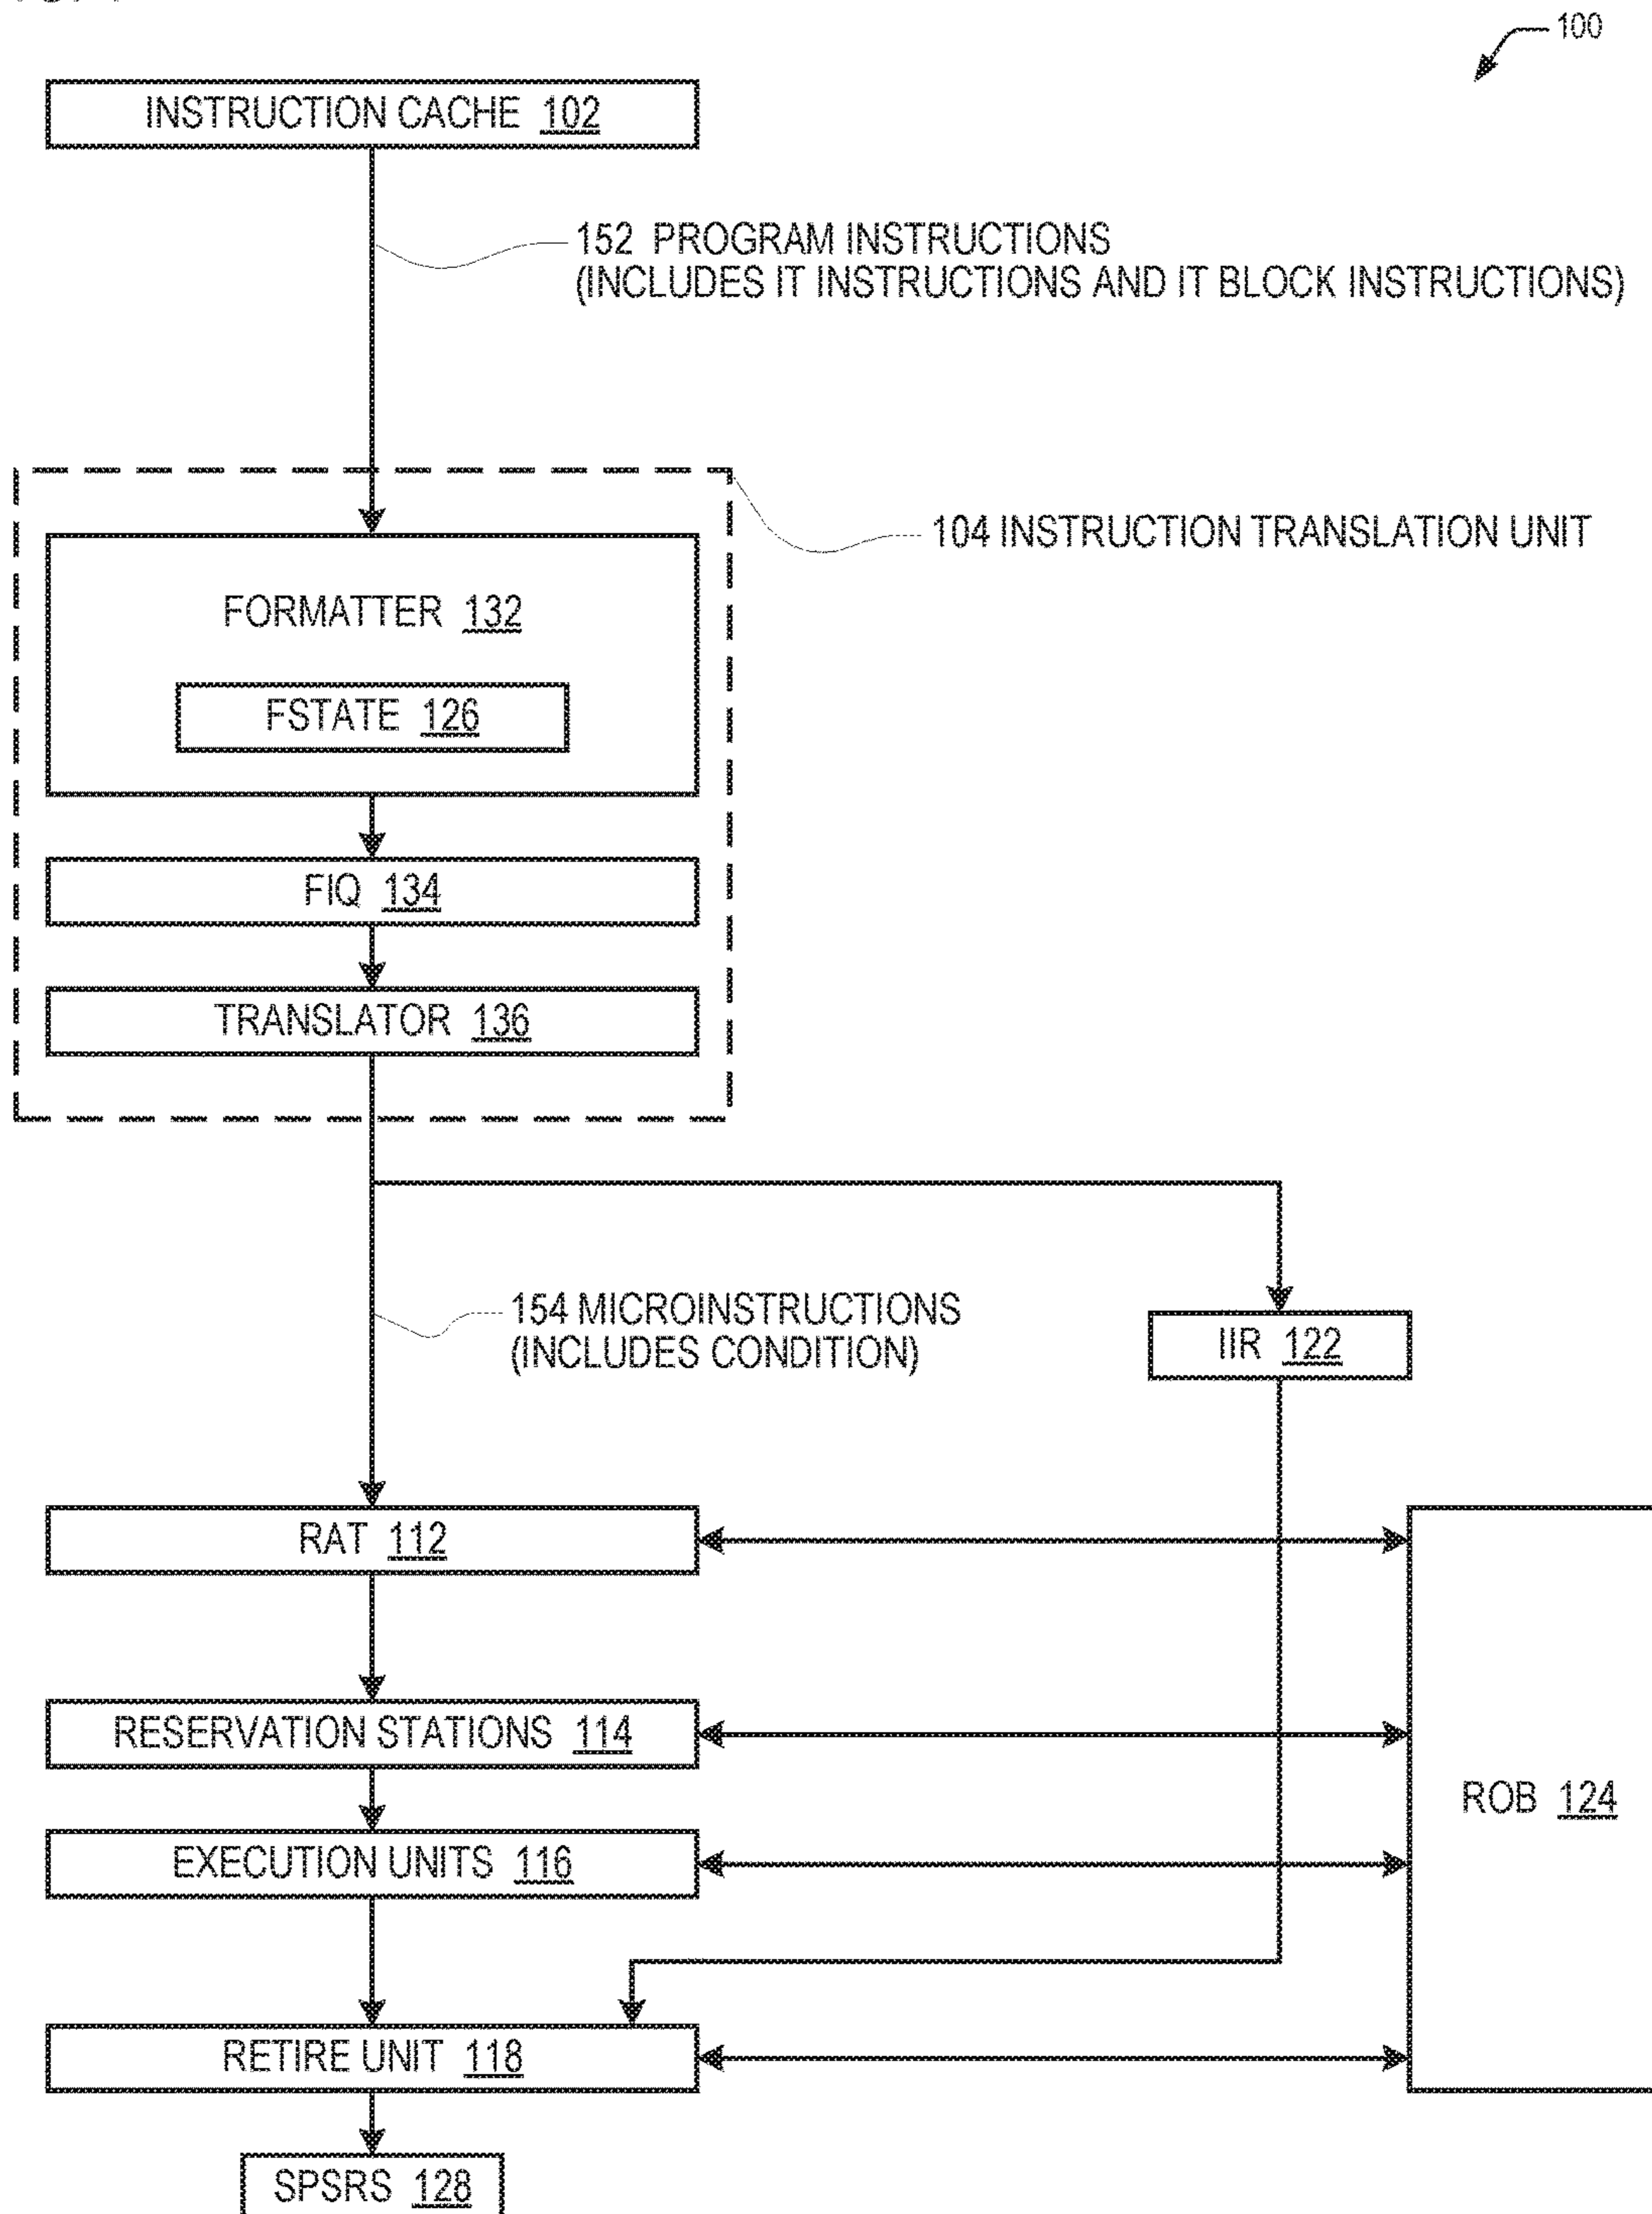 100
INSTRUCTION CACHE 102
152 PROGRAM INSTRUCTIONS
(INCLUDES IT INSTRUCTIONS AND IT BLOCK INSTRUCTIONS)
104 INSTRUCTION TRANSLATION UNIT
FORMATTER 132
FSTATE 126
FIQ 134
TRANSLATOR 136
154 MICROINSTRUCTIONS
(INCLUDES CONDITION)
IIR 122
RAT 112
RESERVATION STATIONS 114
ROB 124
EXECUTION UNITS 116
RETIRE UNIT 118
SPSRS 128